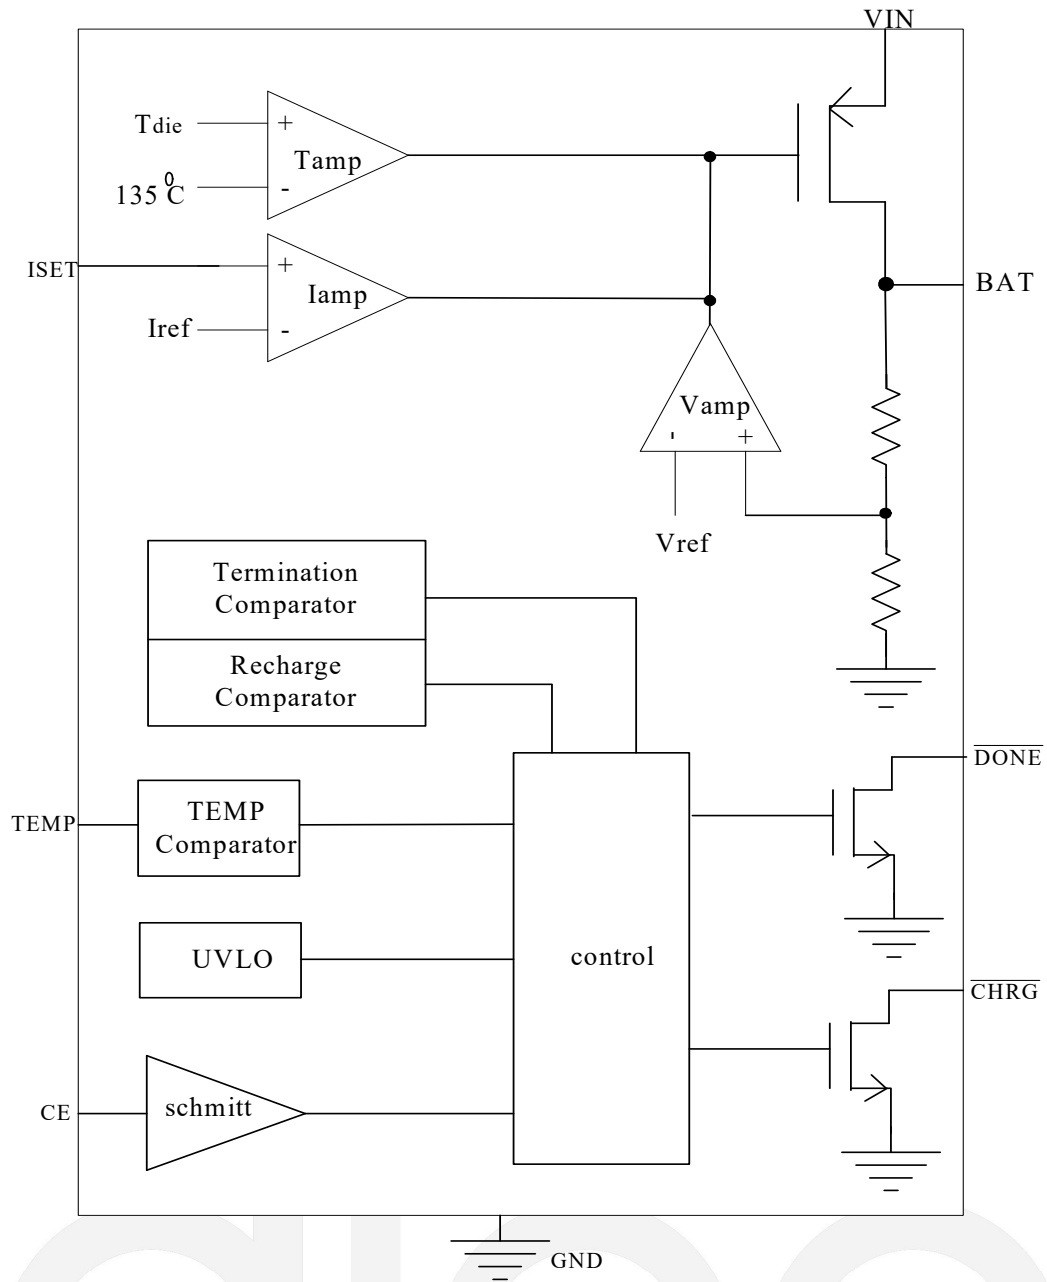 VIN
Tdie
+
Tamp
135 ⁰C
-
ISET
+
Iamp
BAT
Iref
-
Vamp
- +
Vref
Termination
Comparator
Recharge
Comparator
DONE
TEMP
TEMP
Comparator
UVLO
control
CHRG
CE
schmitt
GND